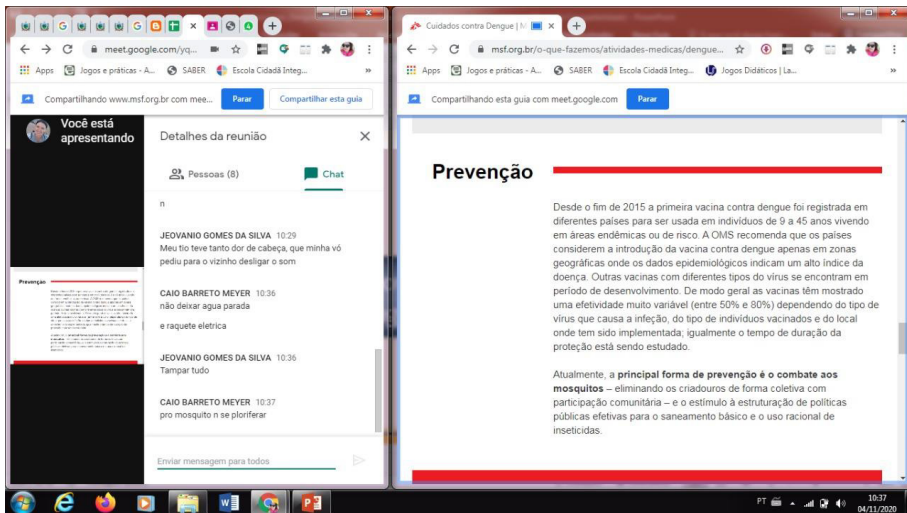 meet.google.com/yq...
Apps
Jogos e práticas - A...
SABER
Escola Cidadã Integ...
»
Compartilhando www.msf.org.br com mee...
Parar
Compartilhar esta guia
Você está
apresentando
Detalhes da reunião
Pessoas (8)
Chat
n
JEOVANIO GOMES DA SILVA 10:29
Meu tio teve tanto dor de cabeça, que minha vó
pediu para o vizinho desligar o som
CAIO BARRETO MEYER 10:36
não deixar agua parada
e raquete eletrica
JEOVANIO GOMES DA SILVA 10:36
Tampar tudo
CAIO BARRETO MEYER 10:37
pro mosquito n se ploriferar
Enviar mensagem para todos
Prevenção
Cuidados contra Dengue | M
msf.org.br/o-que-fazemos/atividades-medicas/dengue...
Apps
Jogos e práticas - A...
SABER
Escola Cidadã Integ...
Jogos Didáticos | La...
»
Compartilhando esta guia com meet.google.com
Parar
Prevenção
Desde o fim de 2015 a primeira vacina contra dengue foi registrada em
diferentes países para ser usada em indivíduos de 9 a 45 anos vivendo
em áreas endêmicas ou de risco. A OMS recomenda que os países
considerem a introdução da vacina contra dengue apenas em zonas
geográficas onde os dados epidemiológicos indicam um alto índice da
doença. Outras vacinas com diferentes tipos do vírus se encontram em
período de desenvolvimento. De modo geral as vacinas têm mostrado
uma efetividade muito variável (entre 50% e 80%) dependendo do tipo de
vírus que causa a infeção, do tipo de indivíduos vacinados e do local
onde tem sido implementada; igualmente o tempo de duração da
proteção está sendo estudado.
Atualmente, a principal forma de prevenção é o combate aos
mosquitos – eliminando os criadouros de forma coletiva com
participação comunitária – e o estímulo à estruturação de políticas
públicas efetivas para o saneamento básico e o uso racional de
inseticidas.
PT
10:37
04/11/2020